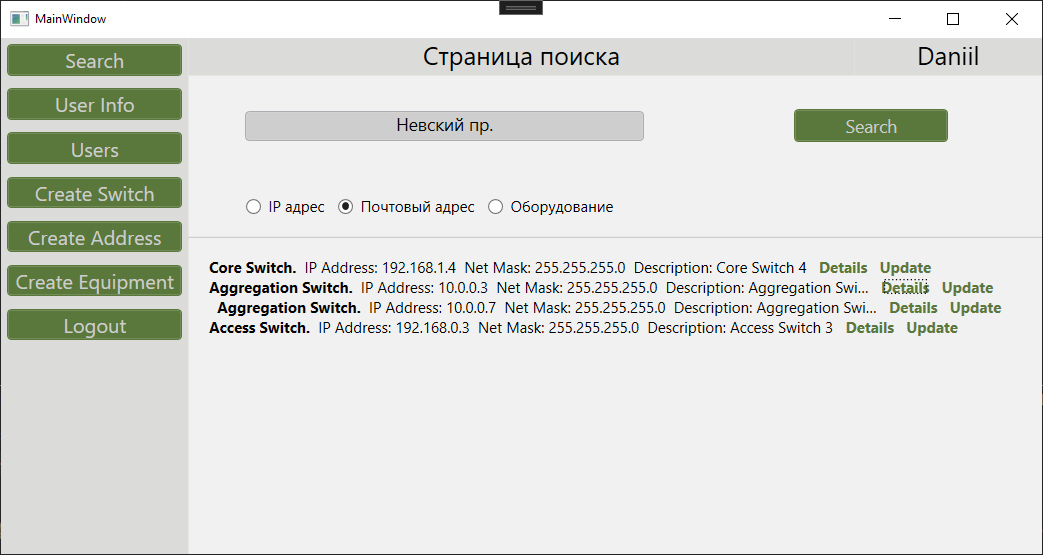 MainWindow
Search
User Info
Users
Create Switch
Create Address
Create Equipment
Logout
Страница поиска
Daniil
Невский пр.
Search
IP адрес
Почтовый адрес
Оборудование
Core Switch. IP Address: 192.168.1.4 Net Mask: 255.255.255.0 Description: Core Switch 4 Details Update
Aggregation Switch. IP Address: 10.0.0.3 Net Mask: 255.255.255.0 Description: Aggregation Swi... Details Update
Aggregation Switch. IP Address: 10.0.0.7 Net Mask: 255.255.255.0 Description: Aggregation Swi... Details Update
Access Switch. IP Address: 192.168.0.3 Net Mask: 255.255.255.0 Description: Access Switch 3 Details Update